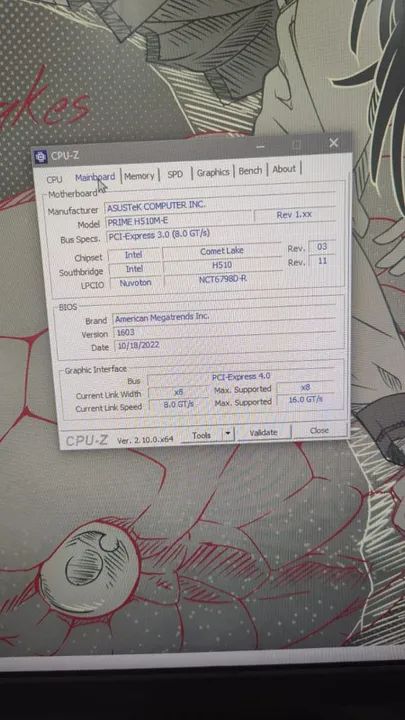 akes
CPU-Z
CPU Mainboard Memory SPD Graphics Bench About
Motherboard
Manufacturer ASUSTeK COMPUTER INC.
Model PRIME H510M-E Rev 1.xx
Bus Specs. PCI-Express 3.0 (8.0 GT/s)
Chipset Intel Comet Lake Rev. 03
Southbridge Intel H510 Rev. 11
LPCIO Nuvoton NCT6798D-R
BIOS
Brand American Megatrends Inc.
Version 1603
Date 10/18/2022
Graphic Interface
Bus PCI-Express 4.0
Current Link Width x8 Max. Supported x8
Current Link Speed 8.0 GT/s Max. Supported 16.0 GT/s
CPU-Z Ver. 2.10.0.x64 Tools Validate Close